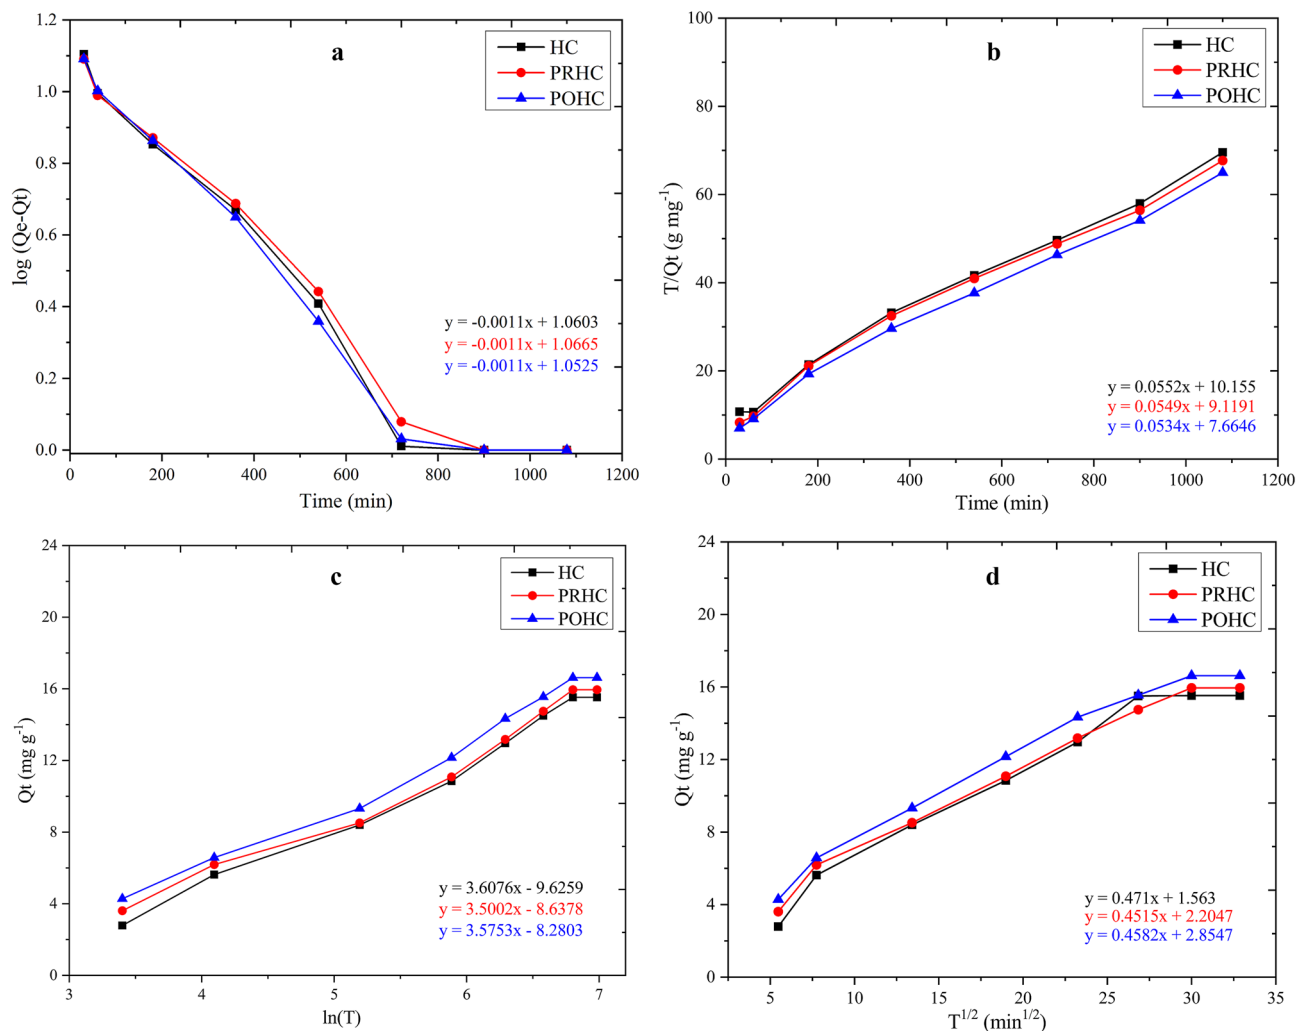 a
HC
PRHC
POHC
log (Qe-Qt)
1.2
1.0
0.8
0.6
0.4
0.2
0.0
y = -0.0011x + 1.0603
y = -0.0011x + 1.0665
y = -0.0011x + 1.0525
0 200 400 600 800 1000 1200
Time (min)
b
HC
PRHC
POHC
T/Qt (g mg⁻¹)
100
80
60
40
20
0
y = 0.0552x + 10.155
y = 0.0549x + 9.1191
y = 0.0534x + 7.6646
0 200 400 600 800 1000 1200
Time (min)
c
HC
PRHC
POHC
Qt (mg g⁻¹)
24
20
16
12
8
4
0
y = 3.6076x - 9.6259
y = 3.5002x - 8.6378
y = 3.5753x - 8.2803
3 4 5 6 7
ln(T)
d
HC
PRHC
POHC
Qt (mg g⁻¹)
24
20
16
12
8
4
0
y = 0.471x + 1.563
y = 0.4515x + 2.2047
y = 0.4582x + 2.8547
5 10 15 20 25 30 35
T¹/² (min¹/²)